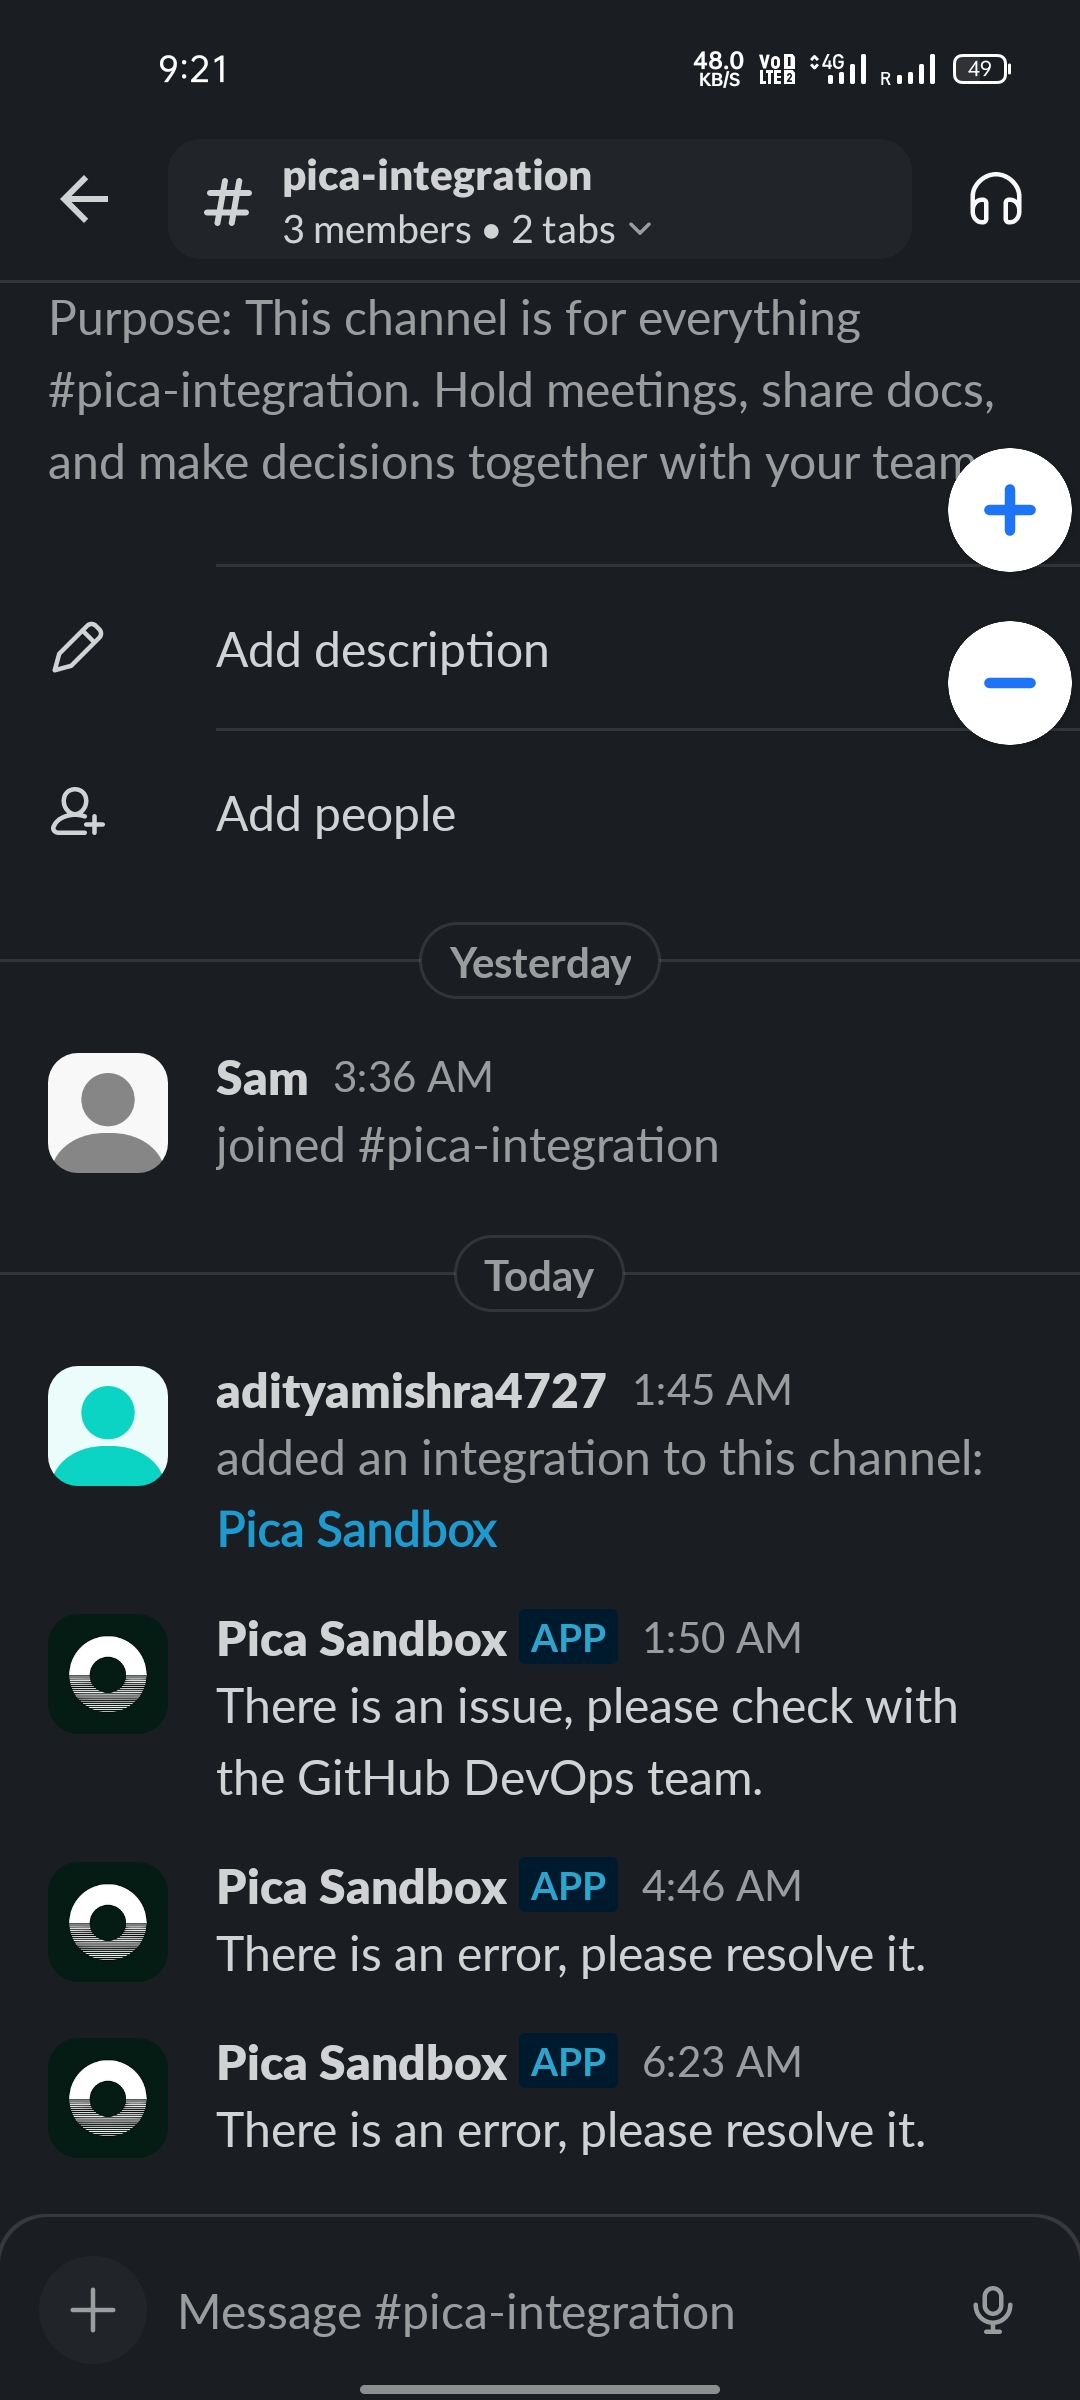 9:21
48.0
KB/S
VoD
LTE 2
4G
R
49
pica-integration
3 members • 2 tabs
Purpose: This channel is for everything
#pica-integration. Hold meetings, share docs,
and make decisions together with your team
Add description
Add people
Yesterday
Sam 3:36 AM
joined #pica-integration
Today
adityamishra4727 1:45 AM
added an integration to this channel:
Pica Sandbox
Pica Sandbox APP 1:50 AM
There is an issue, please check with
the GitHub DevOps team.
Pica Sandbox APP 4:46 AM
There is an error, please resolve it.
Pica Sandbox APP 6:23 AM
There is an error, please resolve it.
Message #pica-integration